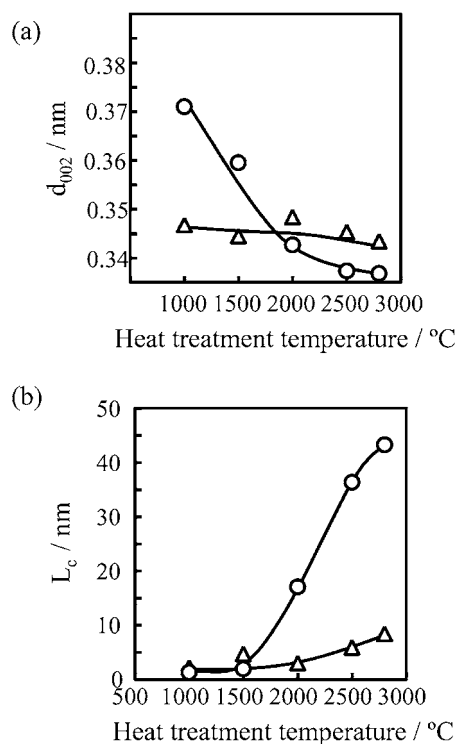 (a)
0.38
0.37
0.36
0.35
0.34
d002 / nm
1000 1500 2000 2500 3000
Heat treatment temperature / ºC
(b)
50
40
30
20
10
0
Lc / nm
500 1000 1500 2000 2500 3000
Heat treatment temperature / ºC